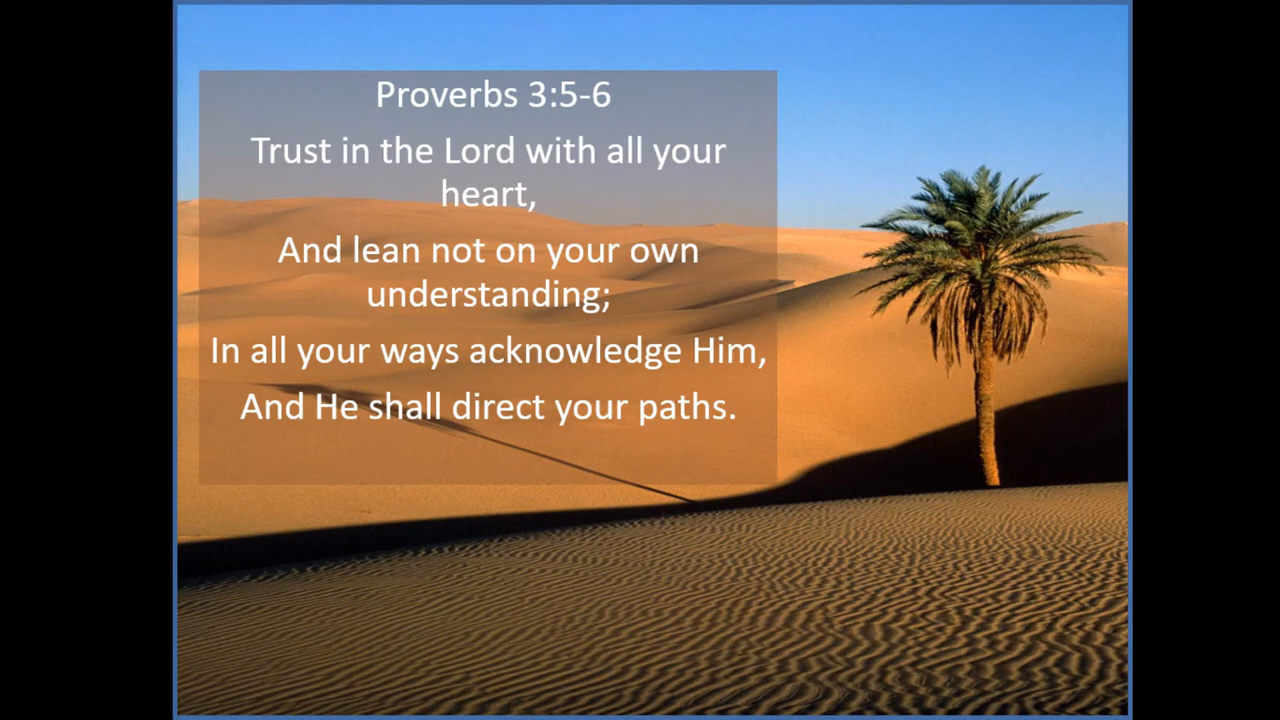 Proverbs 3:5-6
Trust in the Lord with all your
heart,
And lean not on your own
understanding;
In all your ways acknowledge Him,
And He shall direct your paths.